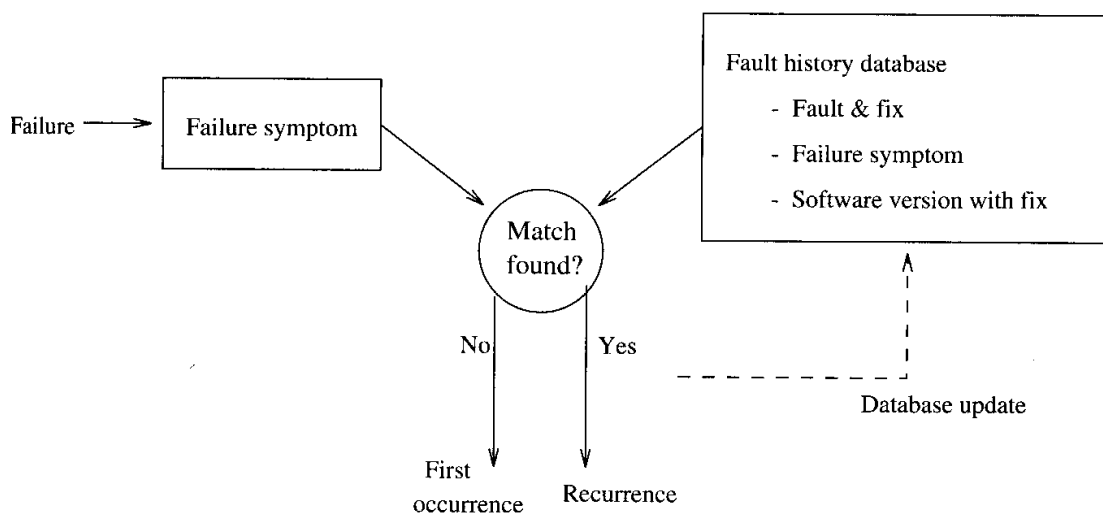 Failure
Failure symptom
Fault history database
- Fault & fix
- Failure symptom
- Software version with fix
Match
found?
No
Yes
Database update
First
occurrence
Recurrence